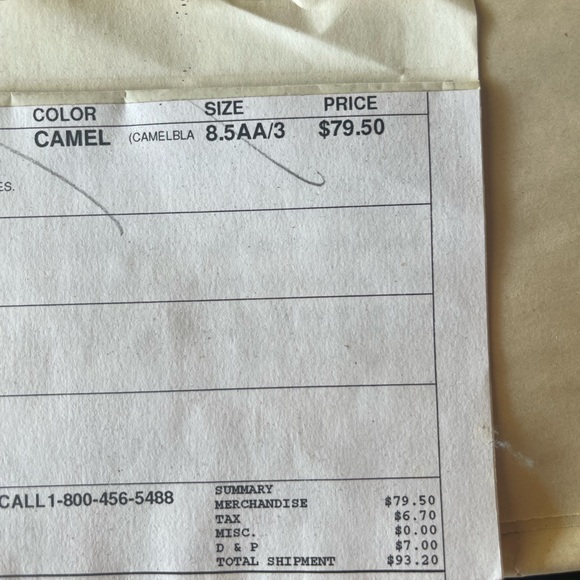 COLOR SIZE PRICE
CAMEL (CAMELBLA 8.5AA/3 $79.50
ES.
CALL 1-800-456-5488
SUMMARY
MERCHANDISE $79.50
TAX $6.70
MISC. $0.00
D & P $7.00
TOTAL SHIPMENT $93.20